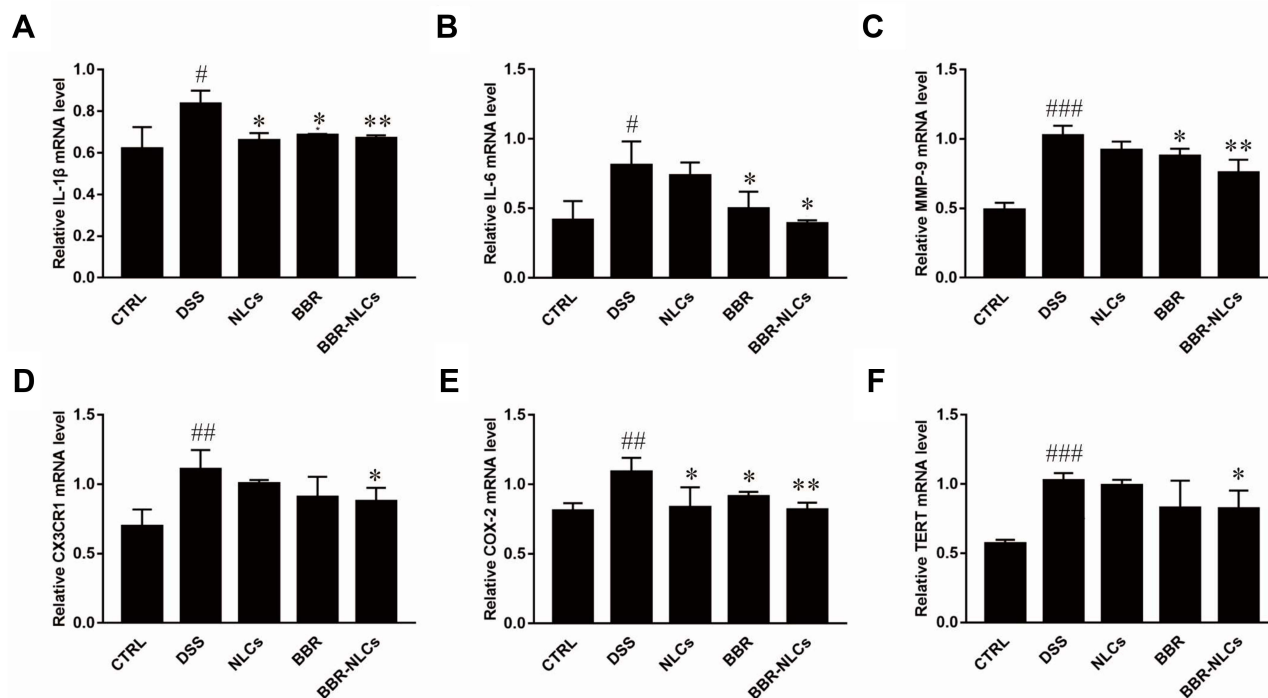 A
Relative IL-1β mRNA level
1.0
0.8
0.6
0.4
0.2
0.0
#
*
*
*
**
CTRL
DSS
NLCs
BBR
BBR-NLCs
B
Relative IL-6 mRNA level
1.5
1.0
0.5
0.0
#
*
*
CTRL
DSS
NLCs
BBR
BBR-NLCs
C
Relative MMP-9 mRNA level
1.5
1.0
0.5
0.0
###
*
**
CTRL
DSS
NLCs
BBR
BBR-NLCs
D
Relative CX3CR1 mRNA level
1.5
1.0
0.5
0.0
##
*
CTRL
DSS
NLCs
BBR
BBR-NLCs
E
Relative COX-2 mRNA level
1.5
1.0
0.5
0.0
##
*
*
**
CTRL
DSS
NLCs
BBR
BBR-NLCs
F
Relative TERT mRNA level
1.5
1.0
0.5
0.0
###
*
CTRL
DSS
NLCs
BBR
BBR-NLCs